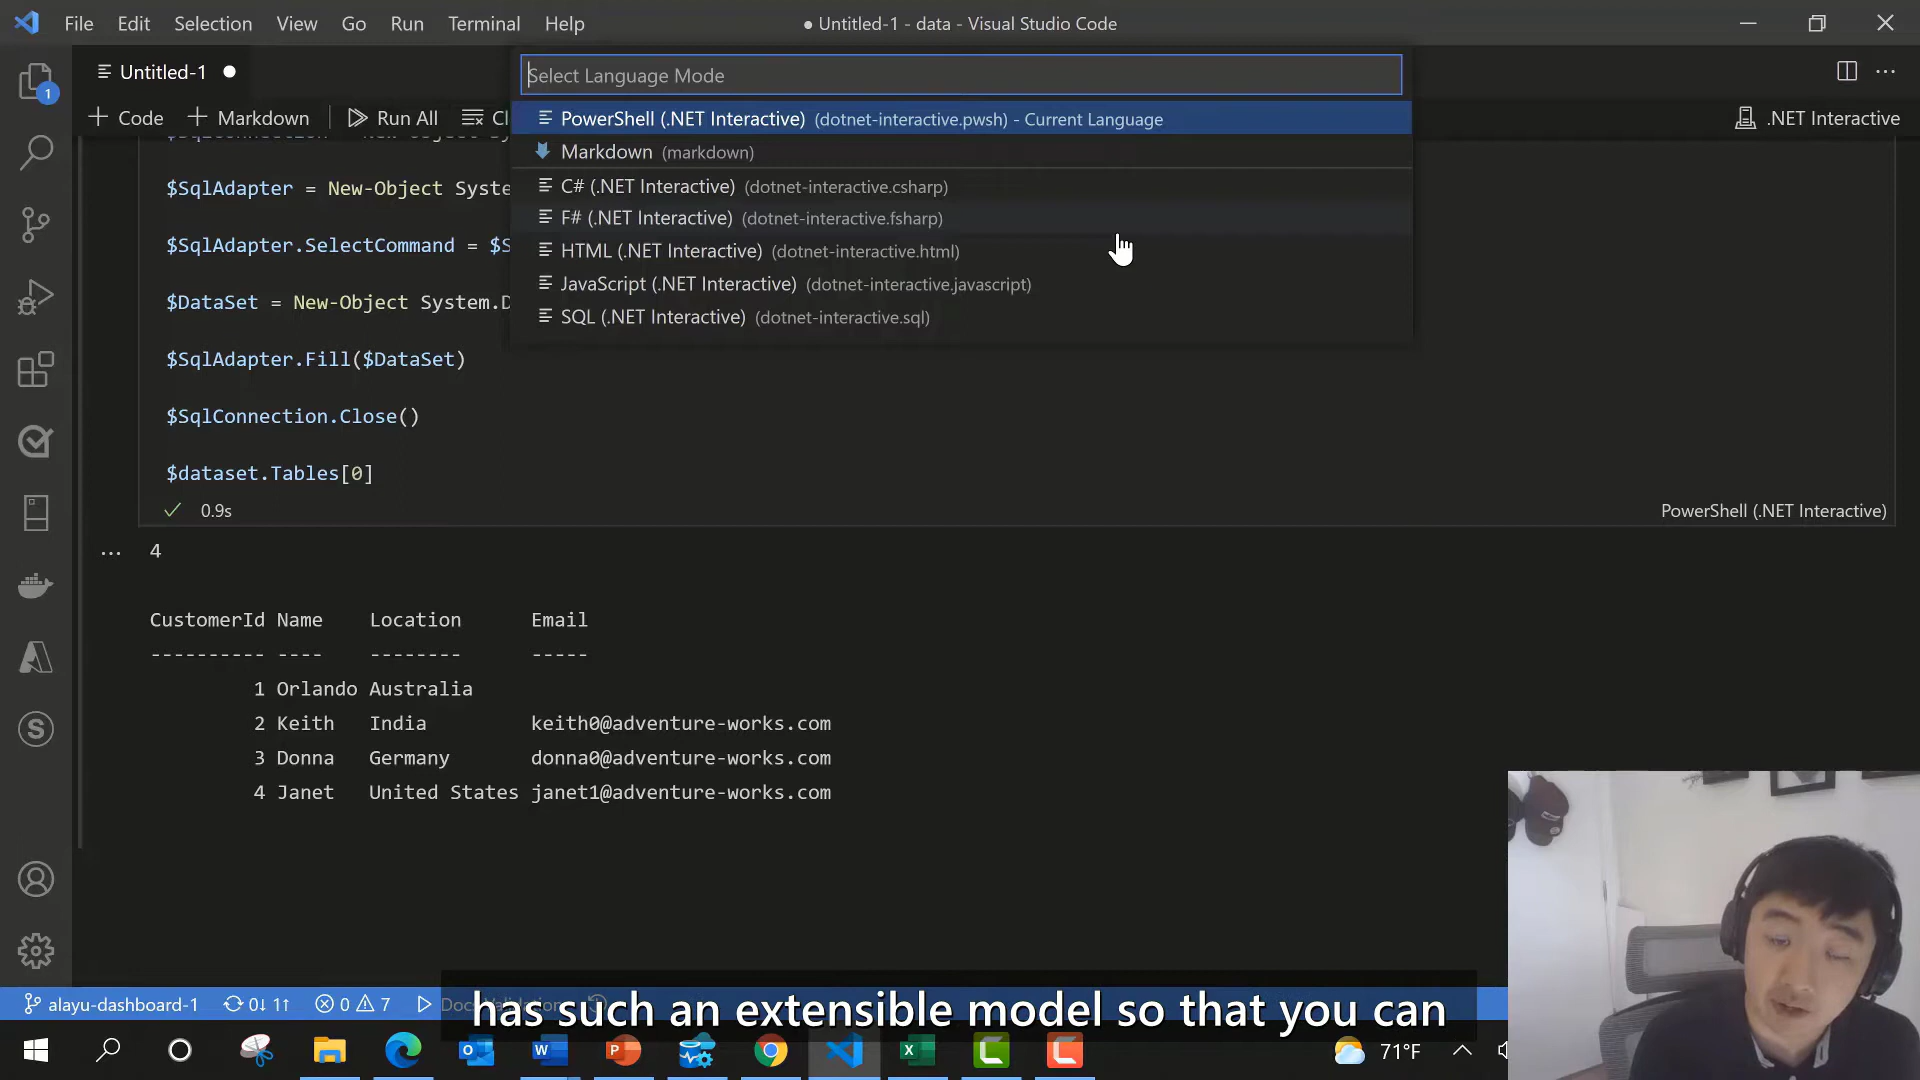 File Edit Selection View Go Run Terminal Help
● Untitled-1 - data - Visual Studio Code
Untitled-1
Select Language Mode
Code Markdown Run All
.NET Interactive
PowerShell (.NET Interactive) (dotnet-interactive.pwsh) - Current Language
Markdown (markdown)
C# (.NET Interactive) (dotnet-interactive.csharp)
F# (.NET Interactive) (dotnet-interactive.fsharp)
HTML (.NET Interactive) (dotnet-interactive.html)
JavaScript (.NET Interactive) (dotnet-interactive.javascript)
SQL (.NET Interactive) (dotnet-interactive.sql)
$SqlAdapter = New-Object
$SqlAdapter.SelectCommand =
$DataSet = New-Object System.D
$SqlAdapter.Fill($DataSet)
$SqlConnection.Close()
$dataset.Tables[0]
0.9s
PowerShell (.NET Interactive)
4
CustomerId Name Location Email
---------- ---- -------- -----
1 Orlando Australia
2 Keith India keith0@adventure-works.com
3 Donna Germany donna0@adventure-works.com
4 Janet United States janet1@adventure-works.com
alayu-dashboard-1 0↓ 1↑ 0 7
has such an extensible model so that you can
71°F